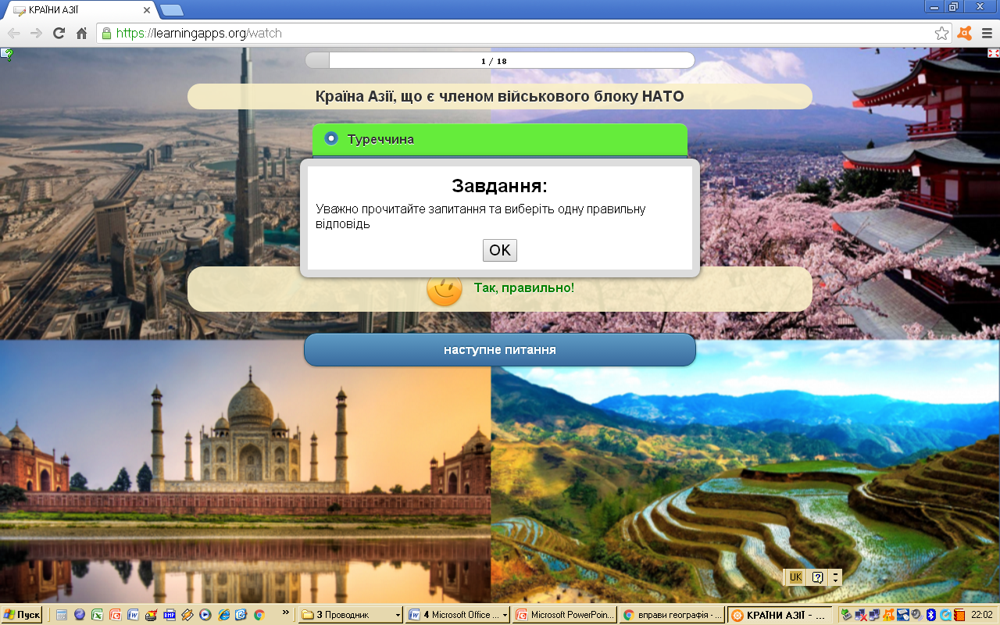 КРАЇНИ АЗІЇ
https://learningapps.org/watch
1 / 18
Країна Азії, що є членом військового блоку НАТО
Туреччина
Завдання:
Уважно прочитайте запитання та виберіть одну правильну
відповідь
OK
Так, правильно!
наступне питання
UK
Пуск
3 Проводник
4 Microsoft Office ...
Microsoft PowerPoin...
вправи географія - ...
КРАЇНИ АЗІЇ - ...
22:02